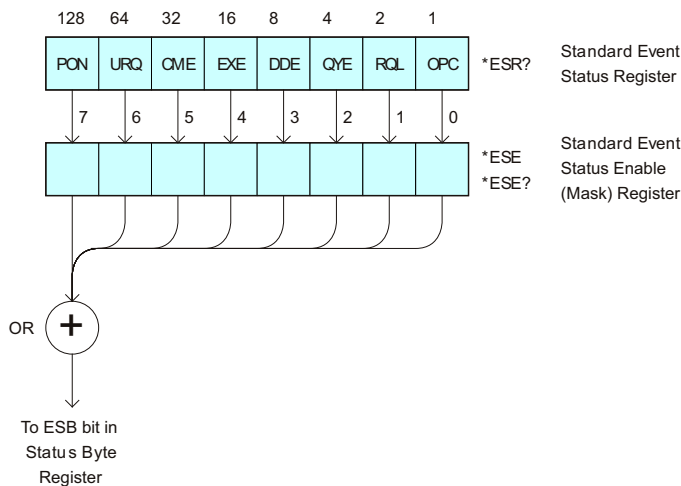 128 64 32 16 8 4 2 1
PON URQ CME EXE DDE QYE RQL OPC
*ESR?
Standard Event
Status Register
7 6 5 4 3 2 1 0
*ESE
*ESE?
Standard Event
Status Enable
(Mask) Register
OR +
To ESB bit in
Status Byte
Register